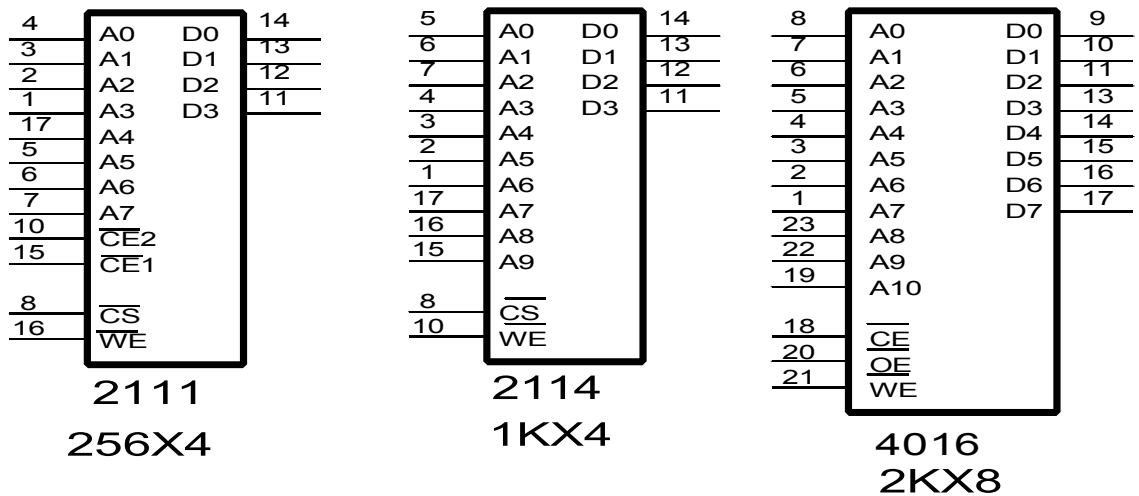 4 A0 D0 14
3 A1 D1 13
2 A2 D2 12
1 A3 D3 11
17 A4
5 A5
6 A6
7 A7
10 CE2
15 CE1
8 CS
16 WE
2111
256X4
5 A0 D0 14
6 A1 D1 13
7 A2 D2 12
4 A3 D3 11
3 A4
2 A5
1 A6
17 A7
16 A8
15 A9
8 CS
10 WE
2114
1KX4
8 A0 D0 9
7 A1 D1 10
6 A2 D2 11
5 A3 D3 13
4 A4 D4 14
3 A5 D5 15
2 A6 D6 16
1 A7 D7 17
23 A8
22 A9
19 A10
18 CE
20 OE
21 WE
4016
2KX8